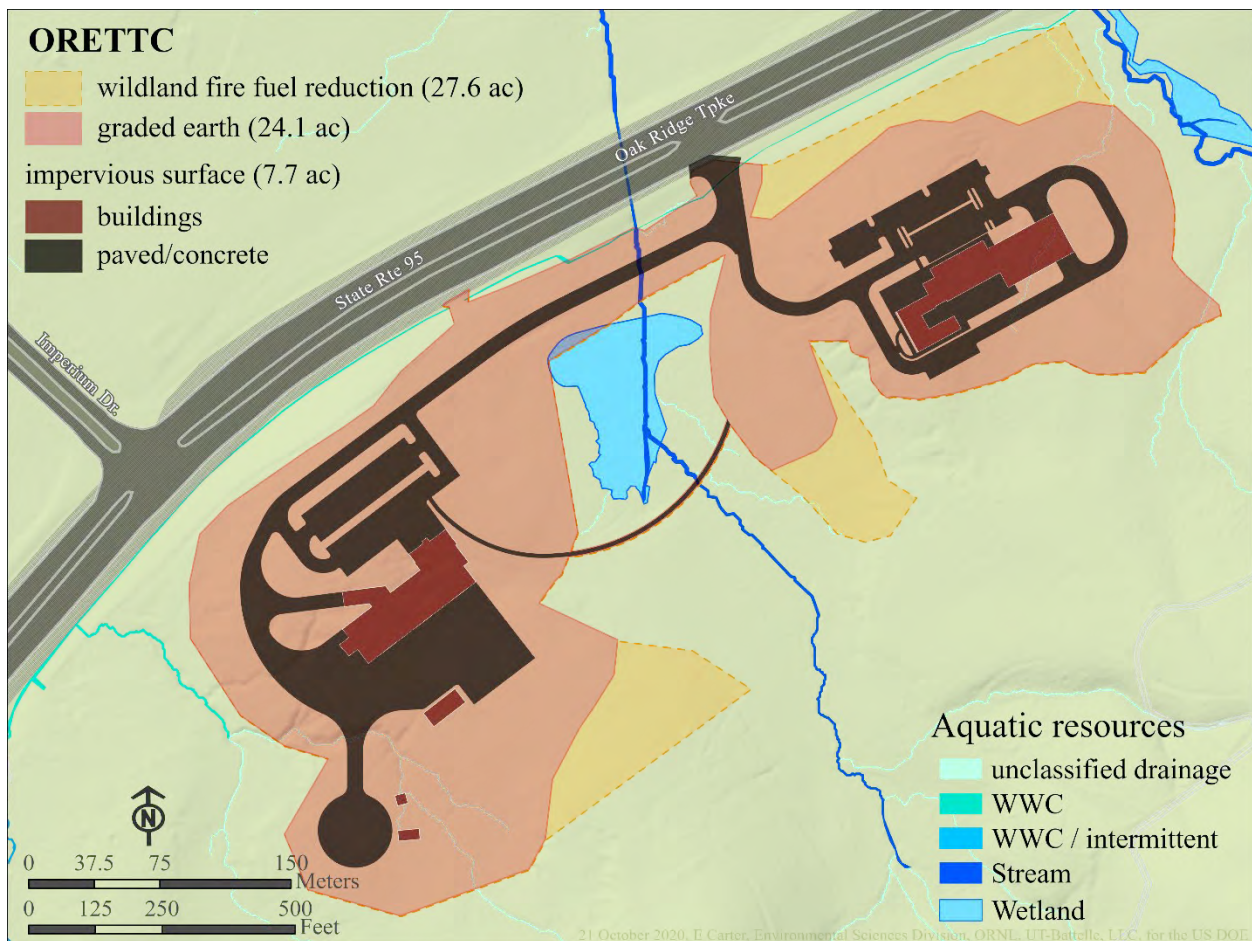 ORETTC
wildland fire fuel reduction (27.6 ac)
graded earth (24.1 ac)
impervious surface (7.7 ac)
buildings
paved/concrete
Oak Ridge Tpke
State Rte 95
Imperium Dr.
Aquatic resources
unclassified drainage
WWC
WWC / intermittent
Stream
Wetland
N
0 37.5 75 150
Meters
0 125 250 500
Feet
21 October 2020, E Carter, Environmental Sciences Division, ORNL, UT-Battelle, LLC, for the US DOE